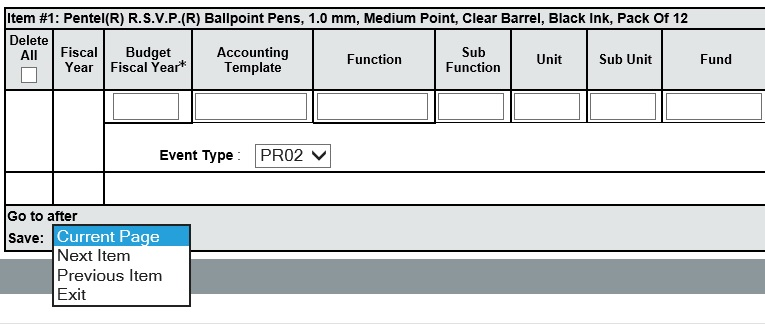 Item #1: Pentel(R) R.S.V.P.(R) Ballpoint Pens, 1.0 mm, Medium Point, Clear Barrel, Black Ink, Pack Of 12
Delete All
Fiscal Year
Budget Fiscal Year*
Accounting Template
Function
Sub Function
Unit
Sub Unit
Fund
Event Type : PR02
Go to after
Save: Current Page
Next Item
Previous Item
Exit